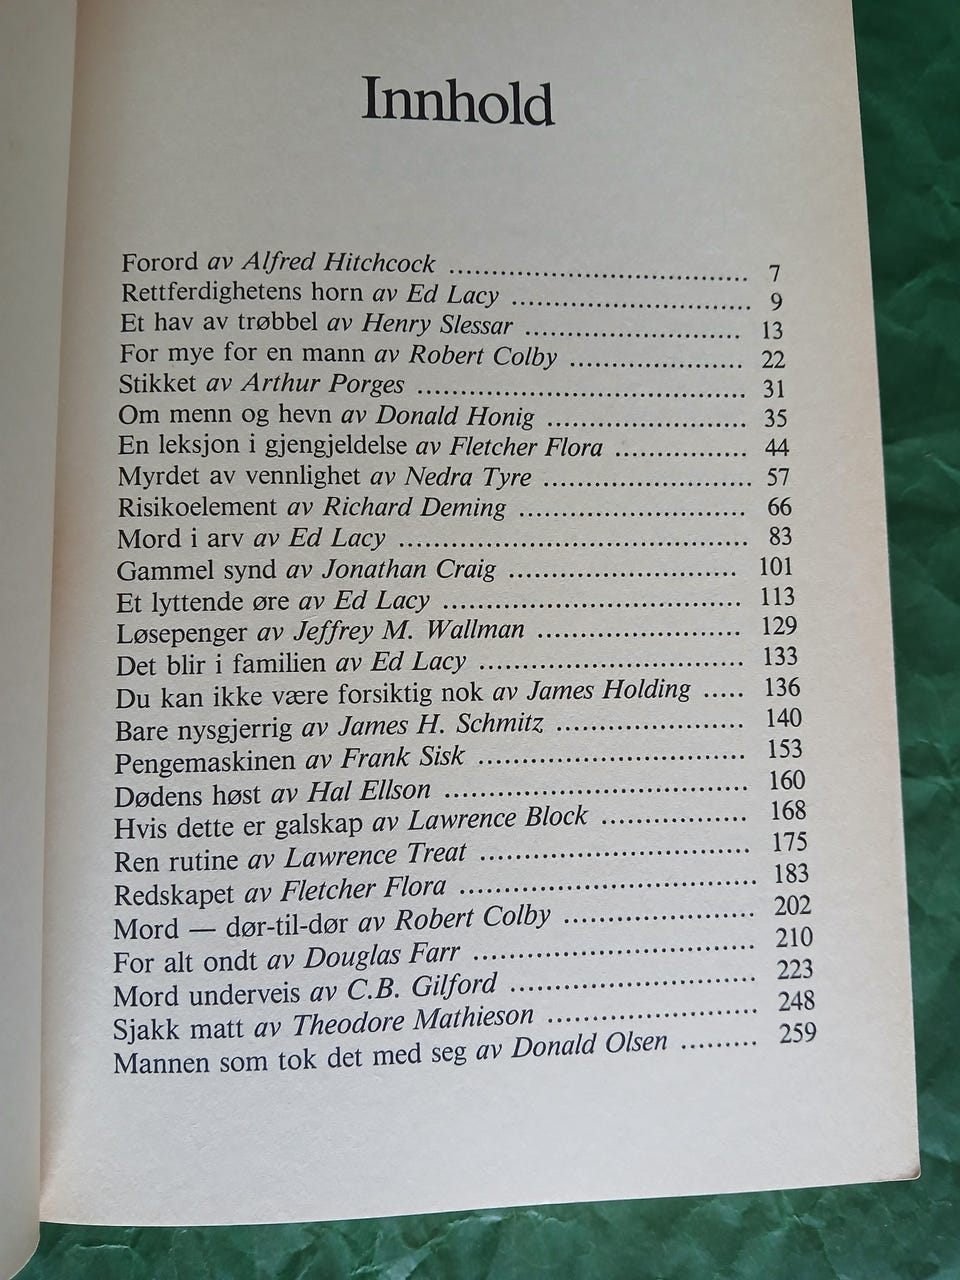 Innhold
Forord av Alfred Hitchcock ........................................ 7
Rettferdighetens horn av Ed Lacy ................................ 9
Et hav av trøbbel av Henry Slessar ............................. 13
For mye for en mann av Robert Colby ....................... 22
Stikket av Arthur Porges ............................................ 31
Om menn og hevn av Donald Honig .......................... 35
En leksjon i gjengjeldelse av Fletcher Flora ................. 44
Myrdet av vennlighet av Nedra Tyre ........................... 57
Risikoelement av Richard Deming .............................. 66
Mord i arv av Ed Lacy ............................................... 83
Gammel synd av Jonathan Craig ............................... 101
Et lyttende øre av Ed Lacy ........................................ 113
Løsepenger av Jeffrey M. Wallman ........................... 129
Det blir i familien av Ed Lacy ................................... 133
Du kan ikke være forsiktig nok av James Holding ..... 136
Bare nysgjerrig av James H. Schmitz ......................... 140
Pengemaskinen av Frank Sisk ................................... 153
Dødens høst av Hal Ellson ........................................ 160
Hvis dette er galskap av Lawrence Block ................... 168
Ren rutine av Lawrence Treat ................................... 175
Redskapet av Fletcher Flora ...................................... 183
Mord — dør-til-dør av Robert Colby ......................... 202
For alt ondt av Douglas Farr ..................................... 210
Mord underveis av C.B. Gilford ................................ 223
Sjakk matt av Theodore Mathieson ........................... 248
Mannen som tok det med seg av Donald Olsen ......... 259